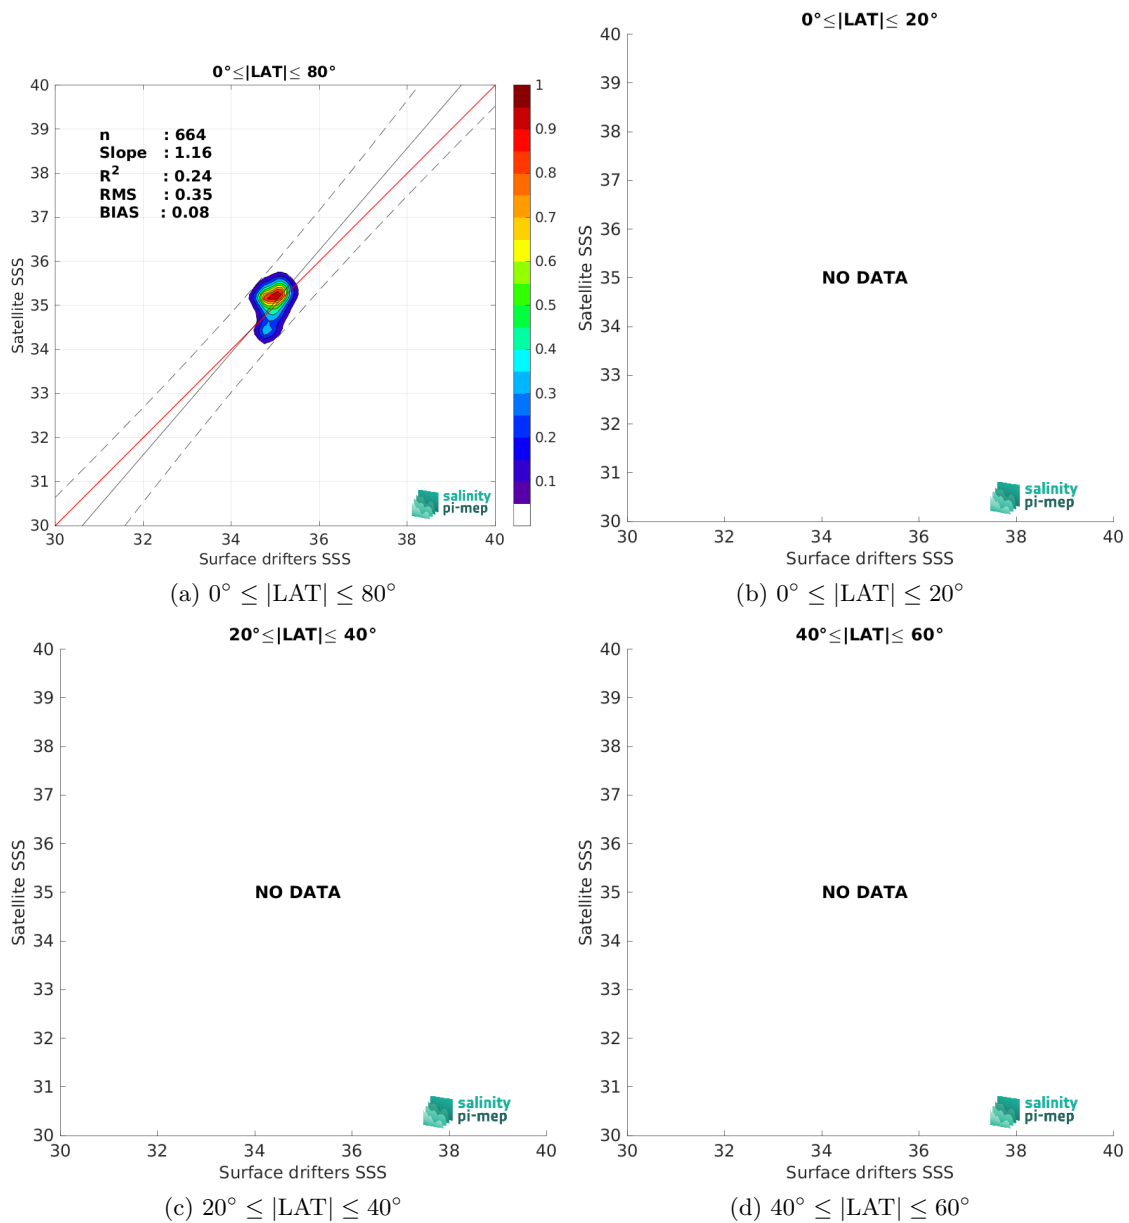 0°≤|LAT|≤ 80°
40
39
38
37
36
35
34
33
32
31
30
Satellite SSS
n : 664
Slope : 1.16
R² : 0.24
RMS : 0.35
BIAS : 0.08
1
0.9
0.8
0.7
0.6
0.5
0.4
0.3
0.2
0.1
salinity
pi-mep
30 32 34 36 38 40
Surface drifters SSS
(a) 0° ≤ |LAT| ≤ 80°
0°≤|LAT|≤ 20°
40
39
38
37
36
35
34
33
32
31
30
Satellite SSS
NO DATA
salinity
pi-mep
30 32 34 36 38 40
Surface drifters SSS
(b) 0° ≤ |LAT| ≤ 20°
20°≤|LAT|≤ 40°
40
39
38
37
36
35
34
33
32
31
30
Satellite SSS
NO DATA
salinity
pi-mep
30 32 34 36 38 40
Surface drifters SSS
(c) 20° ≤ |LAT| ≤ 40°
40°≤|LAT|≤ 60°
40
39
38
37
36
35
34
33
32
31
30
Satellite SSS
NO DATA
salinity
pi-mep
30 32 34 36 38 40
Surface drifters SSS
(d) 40° ≤ |LAT| ≤ 60°